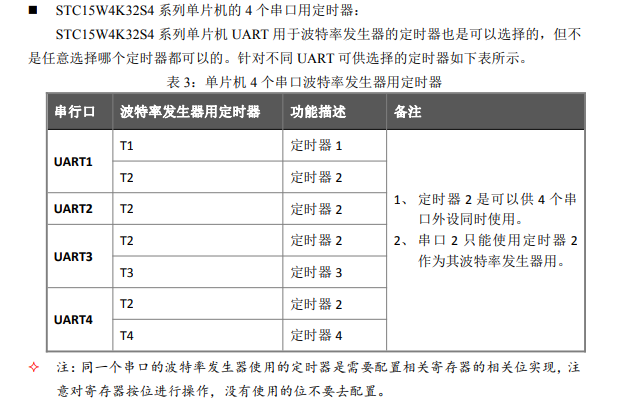 ■ STC15W4K32S4 系列单片机的 4 个串口用定时器：
STC15W4K32S4 系列单片机 UART 用于波特率发生器的定时器也是可以选择的，但不
是任意选择哪个定时器都可以的。针对不同 UART 可供选择的定时器如下表所示。
表 3：单片机 4 个串口波特率发生器用定时器
串行口 波特率发生器用定时器 功能描述 备注
UART1
T1 定时器 1
T2 定时器 2
UART2 T2 定时器 2
UART3
T2 定时器 2
T3 定时器 3
UART4
T2 定时器 2
T4 定时器 4
1、 定时器 2 是可以供 4 个串
口外设同时使用。
2、 串口 2 只能使用定时器 2
作为其波特率发生器用。
✧ 注：同一个串口的波特率发生器使用的定时器是需要配置相关寄存器的相关位实现，注
意对寄存器按位进行操作，没有使用的位不要去配置。